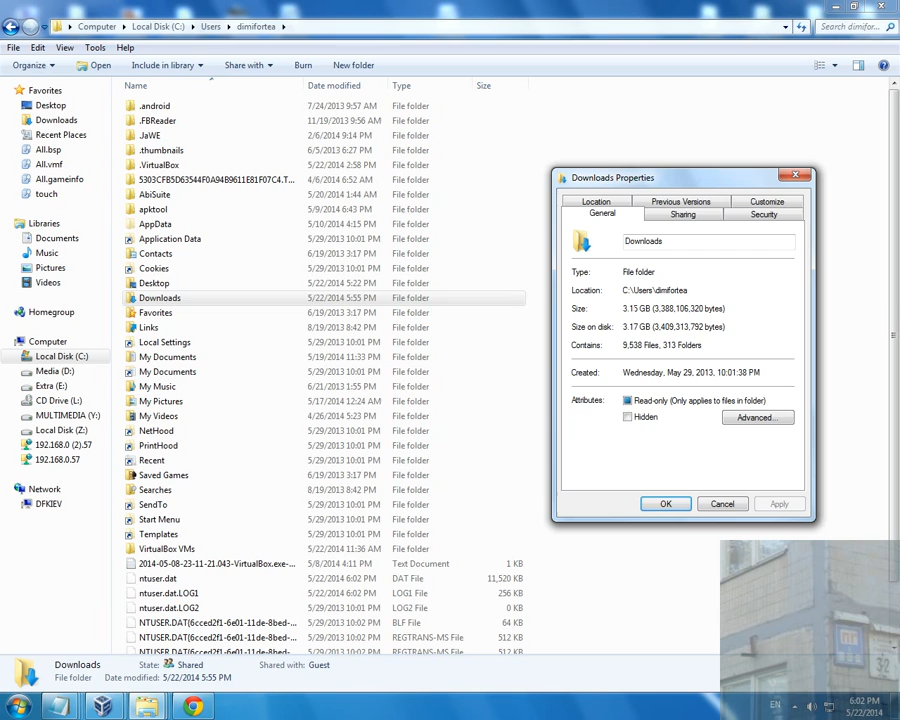 Computer Local Disk (C:) Users dimifortea
Search dimifor...
File Edit View Tools Help
Organize Open Include in library Share with Burn New folder
Name Date modified Type Size
Favorites
Desktop
Downloads
Recent Places
All.bsp
All.vmf
All.gameinfo
touch
Libraries
Documents
Music
Pictures
Videos
Homegroup
Computer
Local Disk (C:)
Media (D:)
Extra (E:)
CD Drive (L:)
MULTIMEDIA (Y:)
Local Disk (Z:)
192.168.0 (2).57
192.168.0.57
Network
DFKIEV
.android 7/24/2013 9:57 AM File folder
.FBReader 11/19/2013 9:56 AM File folder
.JaWE 2/6/2014 9:14 PM File folder
.thumbnails 6/5/2013 6:27 PM File folder
.VirtualBox 5/22/2014 2:58 PM File folder
5303CFB5D63544F0A94B9611E81F07C4.T... 4/6/2014 6:52 AM File folder
AbiSuite 5/20/2014 1:44 AM File folder
apktool 5/9/2014 6:43 PM File folder
AppData 5/10/2014 4:15 PM File folder
Application Data 5/29/2013 10:01 PM File folder
Contacts 6/19/2013 3:17 PM File folder
Cookies 5/29/2013 10:01 PM File folder
Desktop 5/22/2014 5:22 PM File folder
Downloads 5/22/2014 5:55 PM File folder
Favorites 6/19/2013 3:17 PM File folder
Links 8/19/2013 8:42 PM File folder
Local Settings 5/29/2013 10:01 PM File folder
My Documents 5/19/2014 11:33 PM File folder
My Documents 5/29/2013 10:01 PM File folder
My Music 6/21/2013 1:55 PM File folder
My Pictures 5/17/2014 12:24 AM File folder
My Videos 4/26/2014 5:23 PM File folder
NetHood 5/29/2013 10:01 PM File folder
PrintHood 5/29/2013 10:01 PM File folder
Recent 5/29/2013 10:01 PM File folder
Saved Games 6/19/2013 3:17 PM File folder
Searches 8/19/2013 8:42 PM File folder
SendTo 5/29/2013 10:01 PM File folder
Start Menu 5/29/2013 10:01 PM File folder
Templates 5/29/2013 10:01 PM File folder
VirtualBox VMs 5/22/2014 11:36 AM File folder
2014-05-08-23-11-21.043-VirtualBox.exe-... 5/8/2014 4:11 PM Text Document 1 KB
ntuser.dat 5/22/2014 6:02 PM DAT File 11,520 KB
ntuser.dat.LOG1 5/22/2014 6:02 PM LOG1 File 256 KB
ntuser.dat.LOG2 5/29/2013 10:01 PM LOG2 File 0 KB
NTUSER.DAT{6cced2f1-6e01-11de-8bed-... 5/29/2013 10:02 PM BLF File 64 KB
NTUSER.DAT{6cced2f1-6e01-11de-8bed-... 5/29/2013 10:02 PM REGTRANS-MS File 512 KB
NTUSER.DAT{6cced2f1-6e01-11de-8bed-... 5/29/2013 10:02 PM REGTRANS-MS File 512 KB
Downloads Properties
Location Previous Versions Customize
General Sharing Security
Downloads
Type: File folder
Location: C:\Users\dimifortea
Size: 3.15 GB (3,388,106,320 bytes)
Size on disk: 3.17 GB (3,409,313,792 bytes)
Contains: 9,538 Files, 313 Folders
Created: Wednesday, May 29, 2013, 10:01:38 PM
Attributes: Read-only (Only applies to files in folder)
Hidden Advanced...
OK Cancel Apply
Downloads State: Shared Shared with: Guest
File folder Date modified: 5/22/2014 5:55 PM
32
EN 6:02 PM
5/22/2014